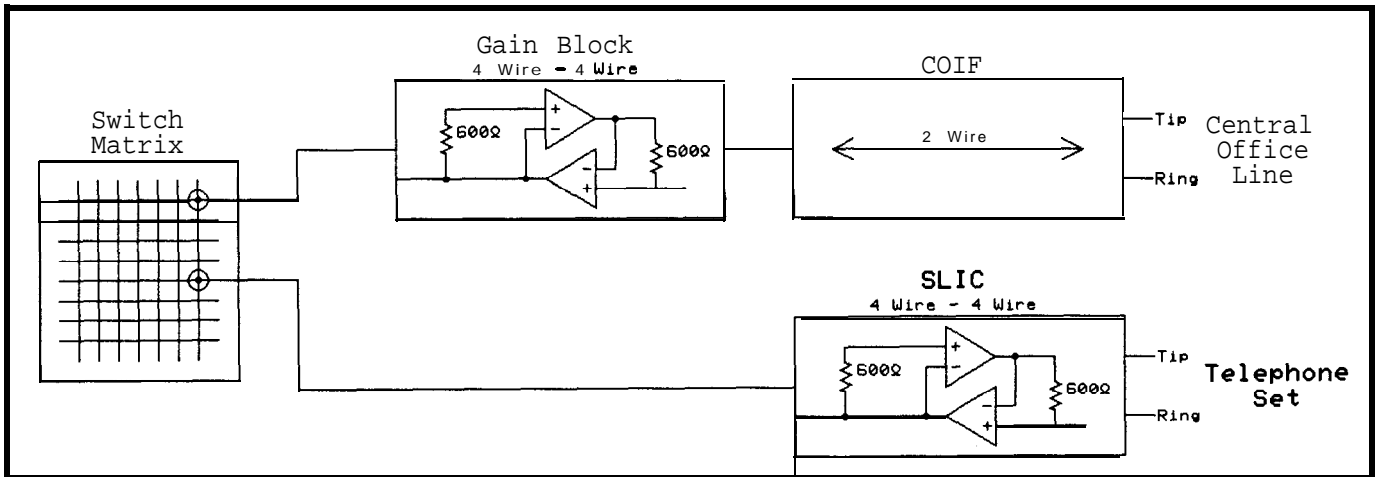 Gain Block
4 Wire - 4 Wire
COIF
Switch
Matrix
+
-
600Ω
600Ω
-
+
2 Wire
Tip
Ring
Central
Office
Line
SLIC
4 Wire - 4 Wire
+
-
600Ω
600Ω
-
+
Tip
Ring
Telephone
Set